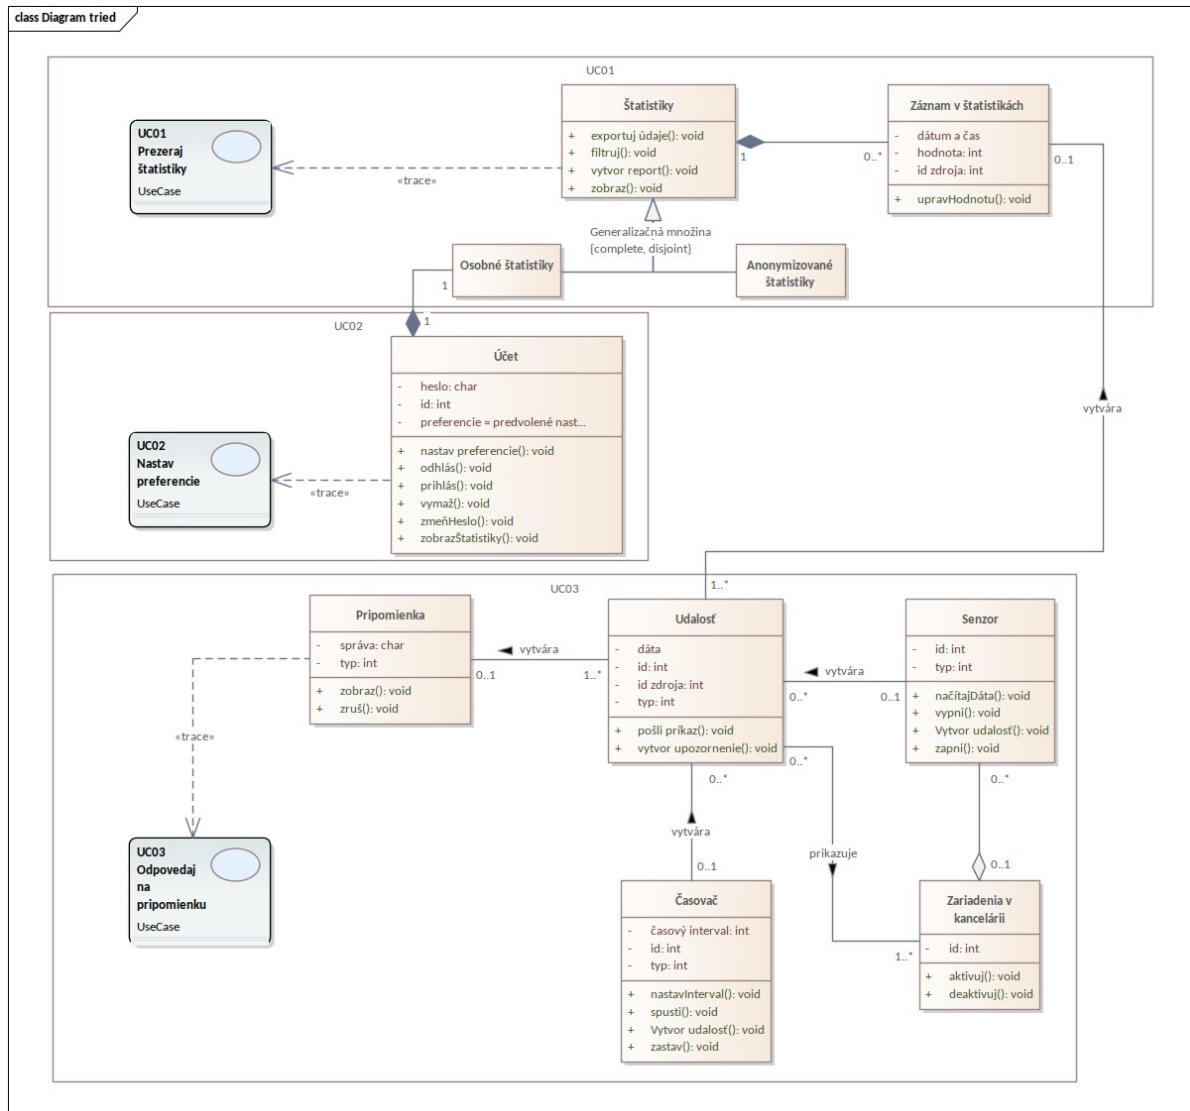 class Diagram tried
UC01
UC01
Prezeraj
štatistiky
UseCase
«trace»
Štatistiky
+ exportuj údaje(): void
+ filtruj(): void
+ vytvor report(): void
+ zobraz(): void
1
0..*
Záznam v štatistikách
- dátum a čas
- hodnota: int
- id zdroja: int
+ upravHodnotu(): void
0..1
Generalizačná množina
{complete, disjoint}
Osobné štatistiky
Anonymizované
štatistiky
1
1
UC02
UC02
Nastav
preferencie
UseCase
«trace»
Účet
- heslo: char
- id: int
- preferencie = predvolené nast...
+ nastav preferencie(): void
+ odhlás(): void
+ prihlás(): void
+ vymaž(): void
+ zmeňHeslo(): void
+ zobrazŠtatistiky(): void
vytvára
1..*
UC03
Pripomienka
- správa: char
- typ: int
+ zobraz(): void
+ zruš(): void
«trace»
UC03
Odpovedaj
na
pripomienku
UseCase
vytvára
0..1
1..*
Udalosť
- dáta
- id: int
- id zdroja: int
- typ: int
+ pošli príkaz(): void
+ vytvor upozornenie(): void
vytvára
0..*
0..1
Senzor
- id: int
- typ: int
+ načítajDáta(): void
+ vypni(): void
+ Vytvor udalosť(): void
+ zapni(): void
0..*
0..*
0..*
vytvára
0..1
prikazuje
1..*
0..1
Časovač
- časový interval: int
- id: int
- typ: int
+ nastavInterval(): void
+ spusti(): void
+ Vytvor udalosť(): void
+ zastav(): void
Zariadenia v
kancelárii
- id: int
+ aktivuj(): void
+ deaktivuj(): void